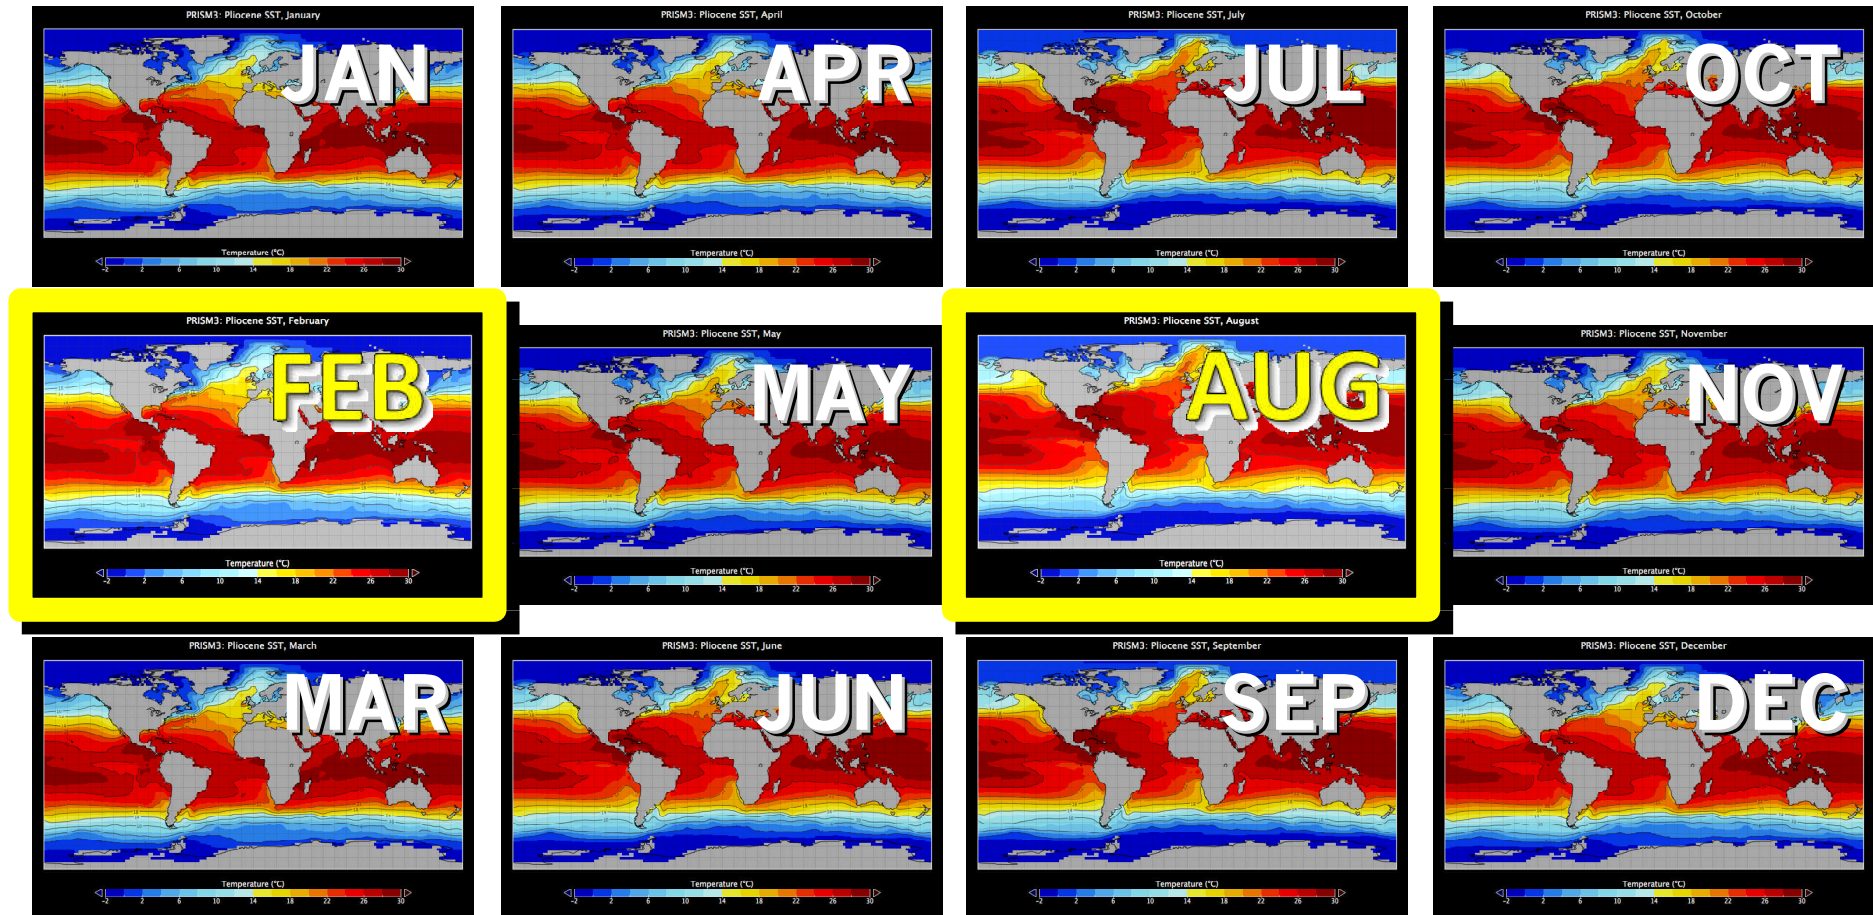 PRISM3: Pliocene SST, January
JAN
Temperature (°C)
-2 2 6 10 14 18 22 26 30
PRISM3: Pliocene SST, April
APR
Temperature (°C)
-2 2 6 10 14 18 22 26 30
PRISM3: Pliocene SST, July
JUL
Temperature (°C)
-2 2 6 10 14 18 22 26 30
PRISM3: Pliocene SST, October
OCT
Temperature (°C)
-2 2 6 10 14 18 22 26 30
PRISM3: Pliocene SST, February
FEB
Temperature (°C)
-2 2 6 10 14 18 22 26 30
PRISM3: Pliocene SST, May
MAY
Temperature (°C)
-2 2 6 10 14 18 22 26 30
PRISM3: Pliocene SST, August
AUG
Temperature (°C)
-2 2 6 10 14 18 22 26 30
PRISM3: Pliocene SST, November
NOV
Temperature (°C)
-2 2 6 10 14 18 22 26 30
PRISM3: Pliocene SST, March
MAR
Temperature (°C)
-2 2 6 10 14 18 22 26 30
PRISM3: Pliocene SST, June
JUN
Temperature (°C)
-2 2 6 10 14 18 22 26 30
PRISM3: Pliocene SST, September
SEP
Temperature (°C)
-2 2 6 10 14 18 22 26 30
PRISM3: Pliocene SST, December
DEC
Temperature (°C)
-2 2 6 10 14 18 22 26 30